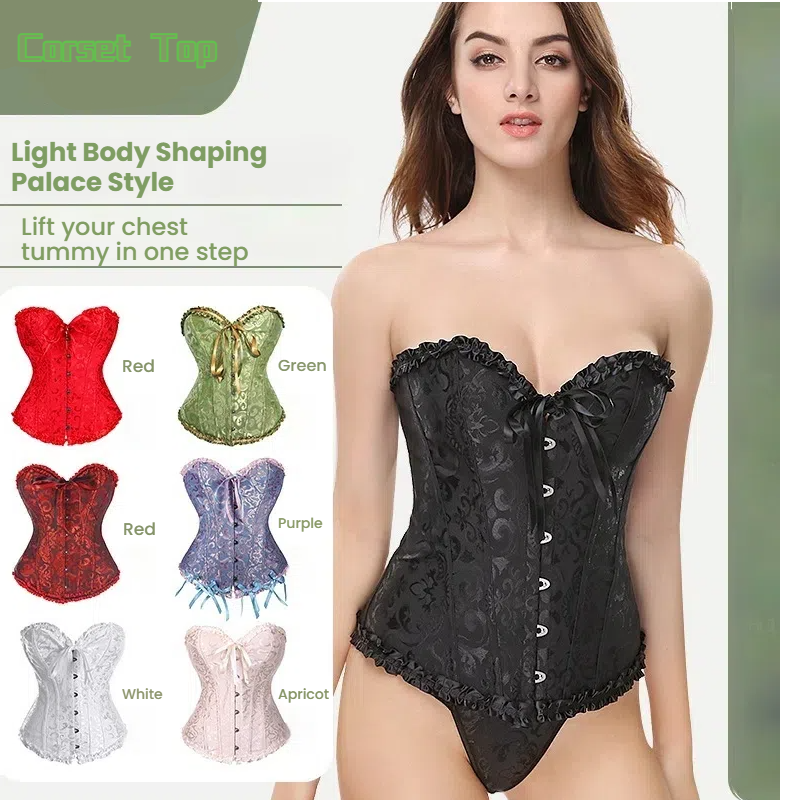 Corset Top
Light Body Shaping
Palace Style
Lift your chest
tummy in one step
Red
Green
Red
Purple
White
Apricot